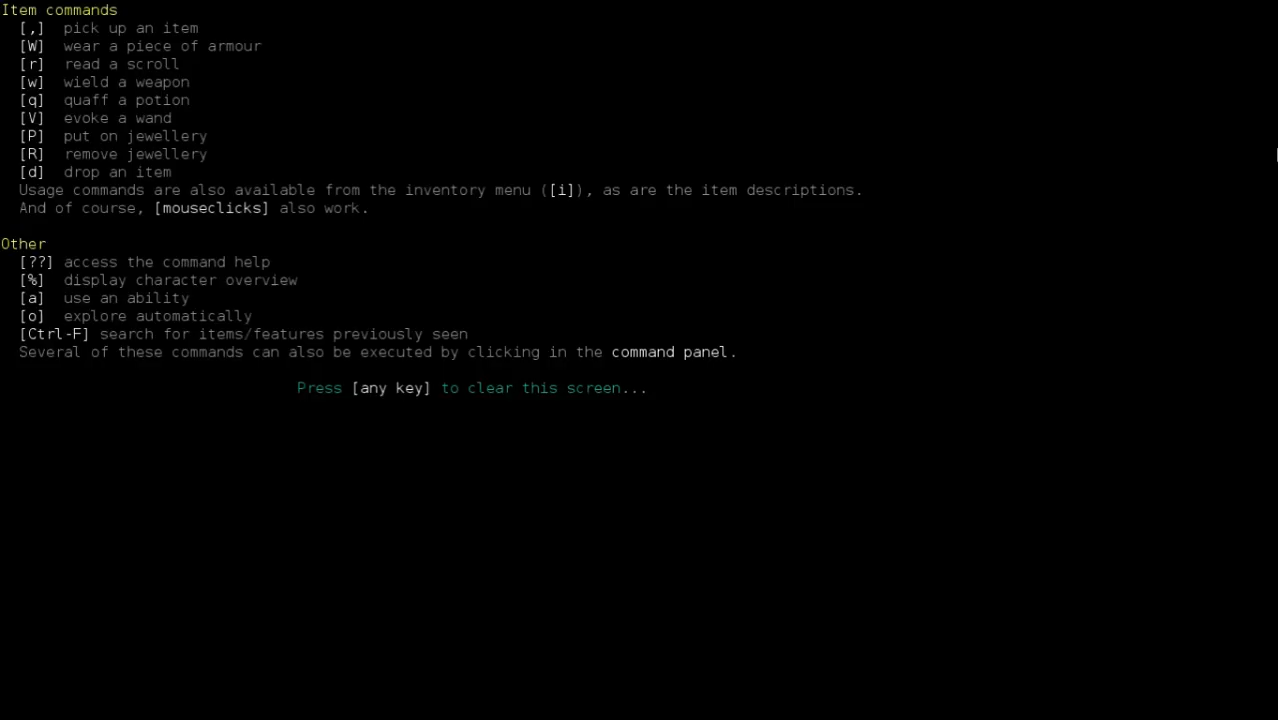 Item commands
[,] pick up an item
[W] wear a piece of armour
[r] read a scroll
[w] wield a weapon
[q] quaff a potion
[V] evoke a wand
[P] put on jewellery
[R] remove jewellery
[d] drop an item
Usage commands are also available from the inventory menu ([i]), as are the item descriptions.
And of course, [mouseclicks] also work.
Other
[??] access the command help
[%] display character overview
[a] use an ability
[o] explore automatically
[Ctrl-F] search for items/features previously seen
Several of these commands can also be executed by clicking in the command panel.
Press [any key] to clear this screen...